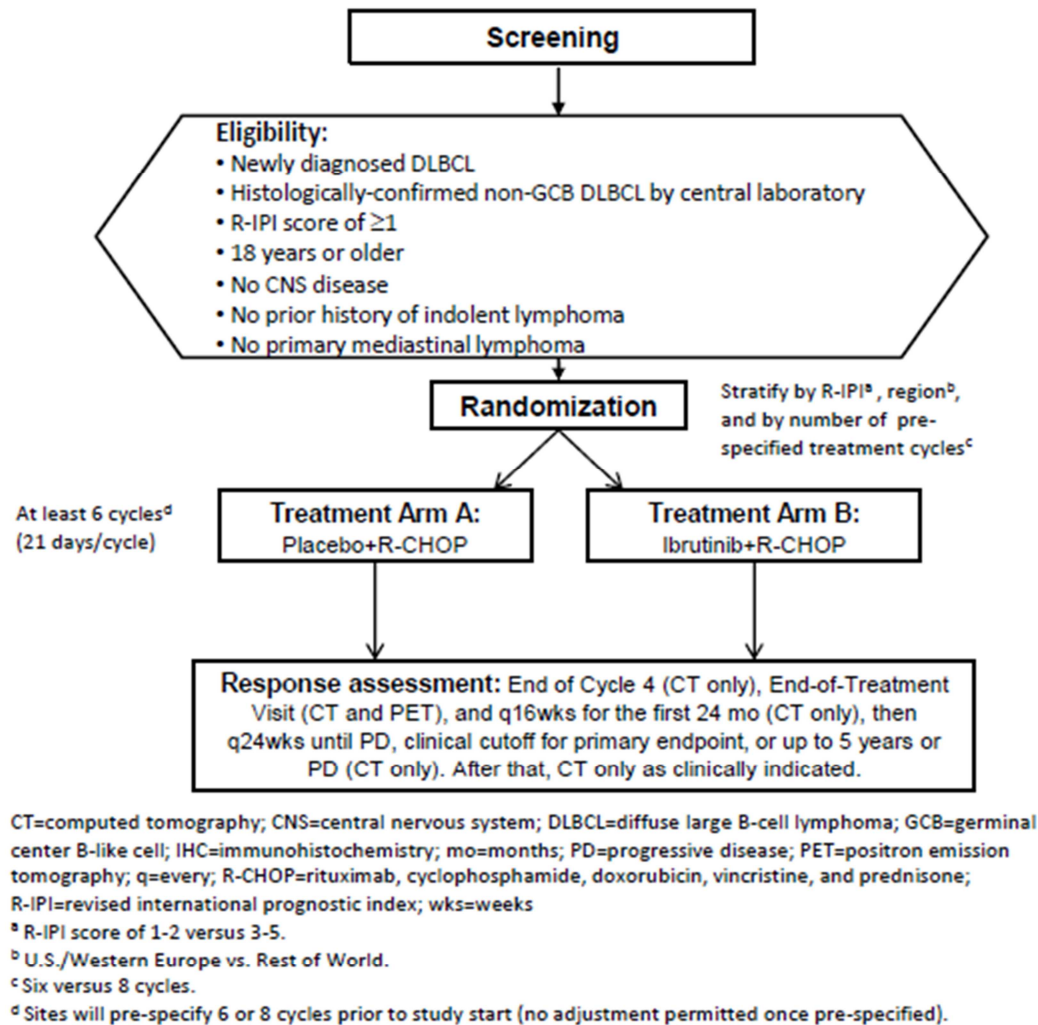 Screening
Eligibility:
• Newly diagnosed DLBCL
• Histologically-confirmed non-GCB DLBCL by central laboratory
• R-IPI score of ≥1
• 18 years or older
• No CNS disease
• No prior history of indolent lymphoma
• No primary mediastinal lymphoma
Randomization
Stratify by R-IPIᵃ , regionᵇ,
and by number of pre-
specified treatment cyclesᶜ
At least 6 cyclesᵈ
(21 days/cycle)
Treatment Arm A:
Placebo+R-CHOP
Treatment Arm B:
Ibrutinib+R-CHOP
Response assessment: End of Cycle 4 (CT only), End-of-Treatment
Visit (CT and PET), and q16wks for the first 24 mo (CT only), then
q24wks until PD, clinical cutoff for primary endpoint, or up to 5 years or
PD (CT only). After that, CT only as clinically indicated.
CT=computed tomography; CNS=central nervous system; DLBCL=diffuse large B-cell lymphoma; GCB=germinal
center B-like cell; IHC=immunohistochemistry; mo=months; PD=progressive disease; PET=positron emission
tomography; q=every; R-CHOP=rituximab, cyclophosphamide, doxorubicin, vincristine, and prednisone;
R-IPI=revised international prognostic index; wks=weeks
ᵃ R-IPI score of 1-2 versus 3-5.
ᵇ U.S./Western Europe vs. Rest of World.
ᶜ Six versus 8 cycles.
ᵈ Sites will pre-specify 6 or 8 cycles prior to study start (no adjustment permitted once pre-specified).